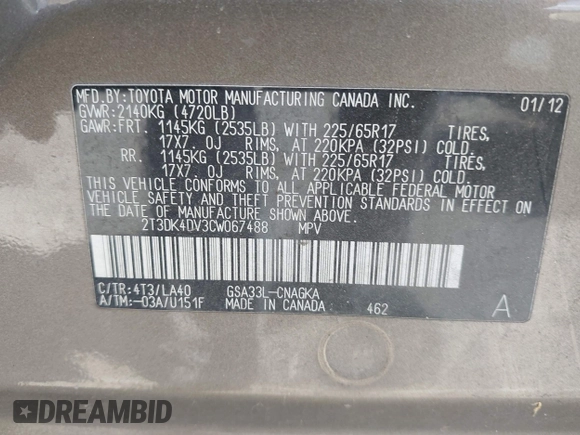 MFD.BY:TOYOTA MOTOR MANUFACTURING CANADA INC. 01/12
GVWR:2140KG (4720LB)
GAWR:FRT. 1145KG (2535LB) WITH 225/65R17 TIRES,
17X7. 0J RIMS, AT 220KPA (32PSI) COLD.
RR. 1145KG (2535LB) WITH 225/65R17 TIRES,
17X7. 0J RIMS, AT 220KPA (32PSI) COLD.
THIS VEHICLE CONFORMS TO ALL APPLICABLE FEDERAL MOTOR
VEHICLE SAFETY AND THEFT PREVENTION STANDARDS IN EFFECT ON
THE DATE OF MANUFACTURE SHOWN ABOVE.
2T3DK4DV3CW067488 MPV
C/TR:4T3/LA40 GSA33L-CNAGKA
A/TM:-03A/U151F MADE IN CANADA 462 A
DREAMBID